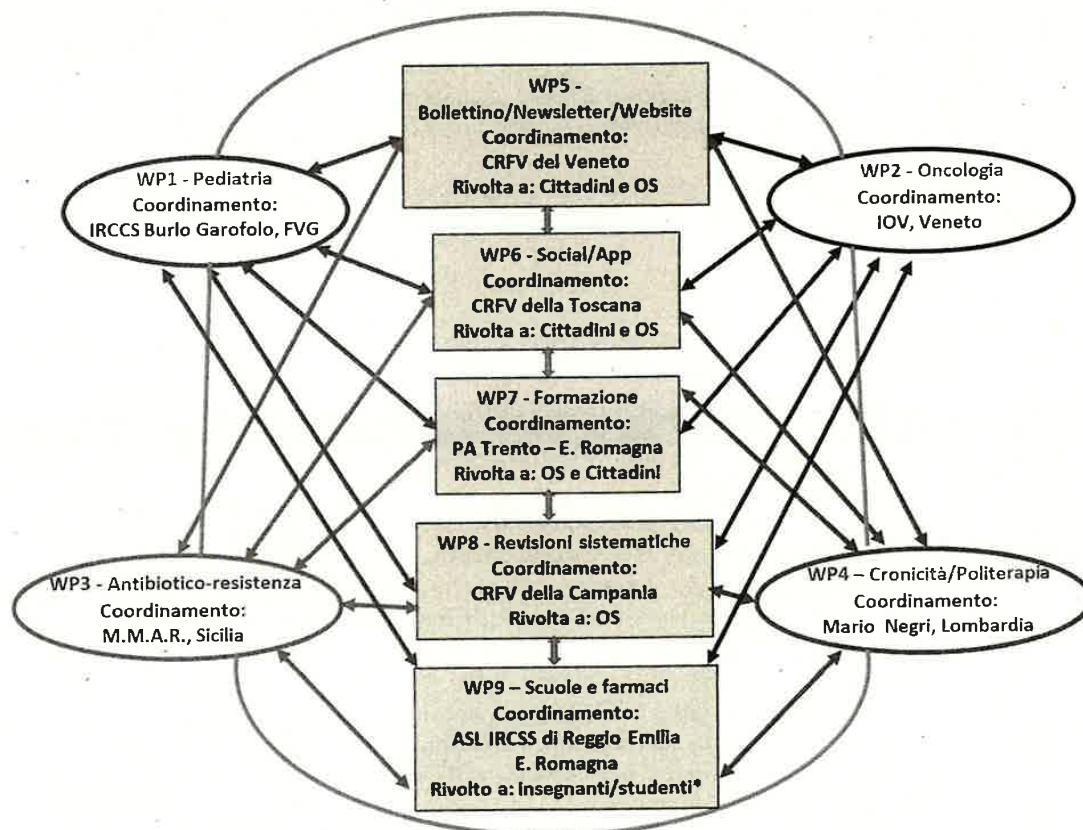 WP5 -
Bollettino/Newsletter/Website
Coordinamento:
CRFV del Veneto
Rivolta a: Cittadini e OS
WP1 - Pediatria
Coordinamento:
IRCCS Burlo Garofolo, FVG
WP2 - Oncologia
Coordinamento:
IOV, Veneto
WP6 - Social/App
Coordinamento:
CRFV della Toscana
Rivolta a: Cittadini e OS
WP7 - Formazione
Coordinamento:
PA Trento – E. Romagna
Rivolta a: OS e Cittadini
WP8 - Revisioni sistematiche
Coordinamento:
CRFV della Campania
Rivolta a: OS
WP3 - Antibiotico-resistenza
Coordinamento:
M.M.A.R., Sicilia
WP4 – Cronicità/Politerapia
Coordinamento:
Mario Negri, Lombardia
WP9 – Scuole e farmaci
Coordinamento:
ASL IRCSS di Reggio Emilia
E. Romagna
Rivolto a: Insegnanti/studenti*